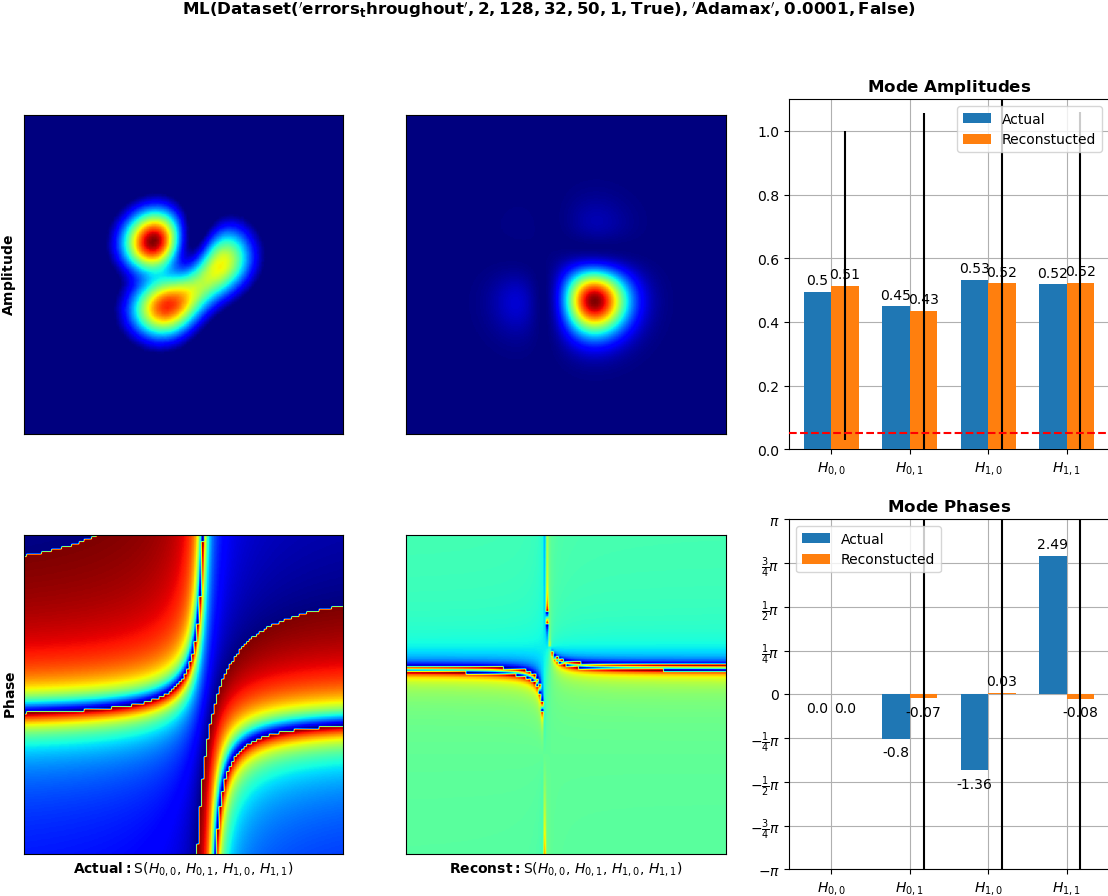 ML(Dataset('errors_throughout', 2, 128, 32, 50, 1, True), 'Adamax', 0.0001, False)
Amplitude
Mode Amplitudes
Actual
Reconstucted
1.0
0.8
0.6
0.4
0.2
0.0
0.5 0.51 0.45 0.43 0.53 0.52 0.52 0.52
H0,0 H0,1 H1,0 H1,1
Phase
Actual: S(H0,0, H0,1, H1,0, H1,1)
Reconst: S(H0,0, H0,1, H1,0, H1,1)
Mode Phases
Actual
Reconstucted
π
3/4π
1/2π
1/4π
0
−1/4π
−1/2π
−3/4π
−π
0.0 0.0 -0.8 -0.07 -1.36 0.03 2.49 -0.08
H0,0 H0,1 H1,0 H1,1